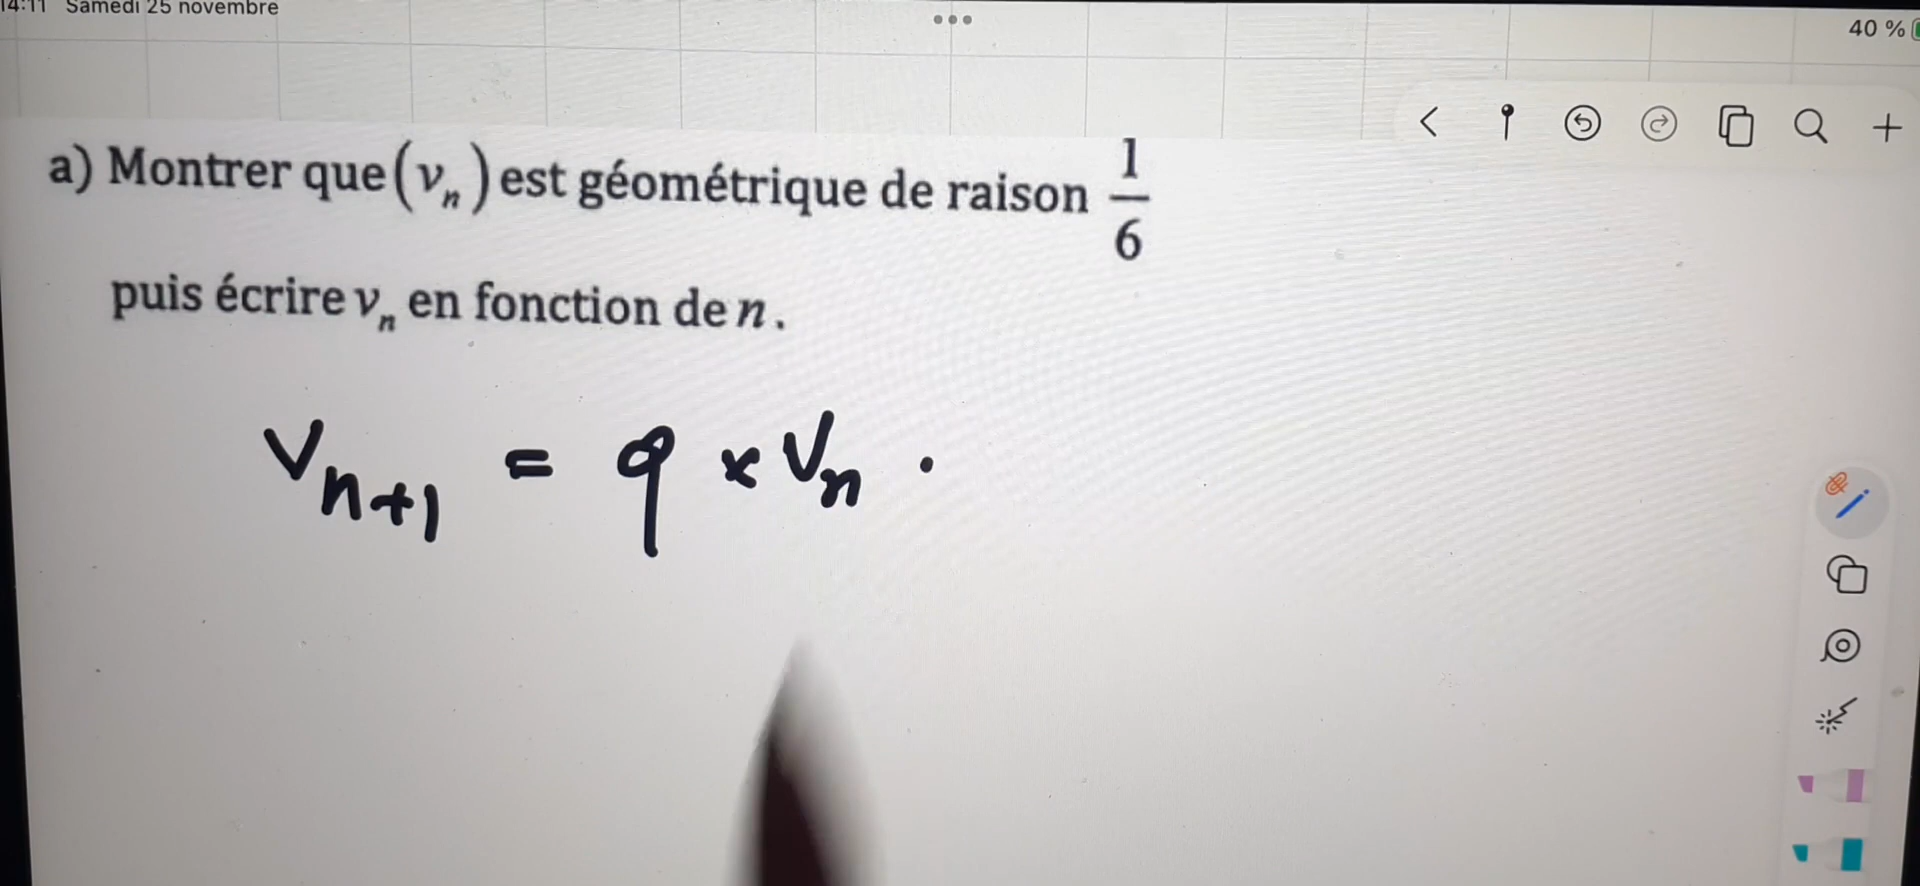 14:11 Samedi 25 novembre
40 %
a) Montrer que (vₙ) est géométrique de raison 1/6
puis écrire vₙ en fonction de n.
Vₙ₊₁ = q × Vₙ .